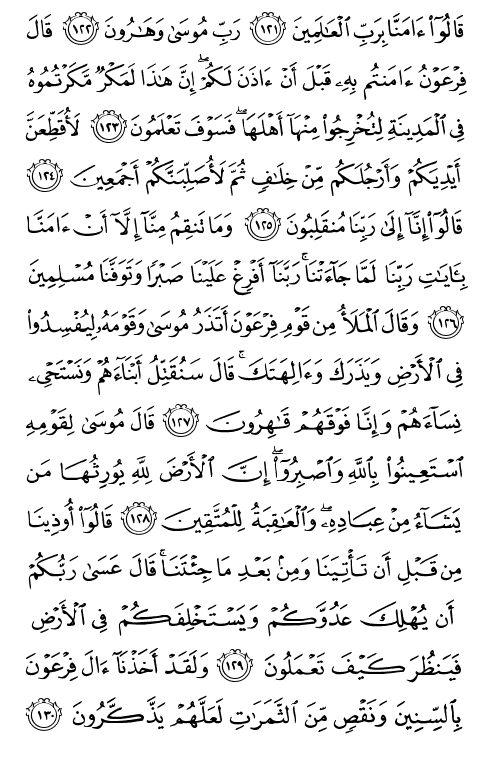 قَالُوٓا۟ ءَامَنَّا بِرَبِّ ٱلْعَـٰلَمِينَ ١٢١ رَبِّ مُوسَىٰ وَهَـٰرُونَ ١٢٢ قَالَ
فِرْعَوْنُ ءَامَنتُم بِهِۦ قَبْلَ أَنْ ءَاذَنَ لَكُمْ ۖ إِنَّ هَـٰذَا لَمَكْرٌ مَّكَرْتُمُوهُ
فِى ٱلْمَدِينَةِ لِتُخْرِجُوا۟ مِنْهَآ أَهْلَهَا ۖ فَسَوْفَ تَعْلَمُونَ ١٢٣ لَأُقَطِّعَنَّ
أَيْدِيَكُمْ وَأَرْجُلَكُم مِّنْ خِلَـٰفٍ ثُمَّ لَأُصَلِّبَنَّكُمْ أَجْمَعِينَ ١٢٤
قَالُوٓا۟ إِنَّآ إِلَىٰ رَبِّنَا مُنقَلِبُونَ ١٢٥ وَمَا تَنقِمُ مِنَّآ إِلَّآ أَنْ ءَامَنَّا
بِـَٔايَـٰتِ رَبِّنَا لَمَّا جَآءَتْنَا ۚ رَبَّنَآ أَفْرِغْ عَلَيْنَا صَبْرًا وَتَوَفَّنَا مُسْلِمِينَ
١٢٦ وَقَالَ ٱلْمَلَأُ مِن قَوْمِ فِرْعَوْنَ أَتَذَرُ مُوسَىٰ وَقَوْمَهُۥ لِيُفْسِدُوا۟
فِى ٱلْأَرْضِ وَيَذَرَكَ وَءَالِهَتَكَ ۚ قَالَ سَنُقَتِّلُ أَبْنَآءَهُمْ وَنَسْتَحْىِۦ
نِسَآءَهُمْ وَإِنَّا فَوْقَهُمْ قَـٰهِرُونَ ١٢٧ قَالَ مُوسَىٰ لِقَوْمِهِ
ٱسْتَعِينُوا۟ بِٱللَّهِ وَٱصْبِرُوٓا۟ ۖ إِنَّ ٱلْأَرْضَ لِلَّهِ يُورِثُهَا مَن
يَشَآءُ مِنْ عِبَادِهِۦ ۖ وَٱلْعَـٰقِبَةُ لِلْمُتَّقِينَ ١٢٨ قَالُوٓا۟ أُوذِينَا
مِن قَبْلِ أَن تَأْتِيَنَا وَمِنۢ بَعْدِ مَا جِئْتَنَا ۚ قَالَ عَسَىٰ رَبُّكُمْ
أَن يُهْلِكَ عَدُوَّكُمْ وَيَسْتَخْلِفَكُمْ فِى ٱلْأَرْضِ
فَيَنظُرَ كَيْفَ تَعْمَلُونَ ١٢٩ وَلَقَدْ أَخَذْنَآ ءَالَ فِرْعَوْنَ
بِٱلسِّنِينَ وَنَقْصٍ مِّنَ ٱلثَّمَرَٰتِ لَعَلَّهُمْ يَذَّكَّرُونَ ١٣٠